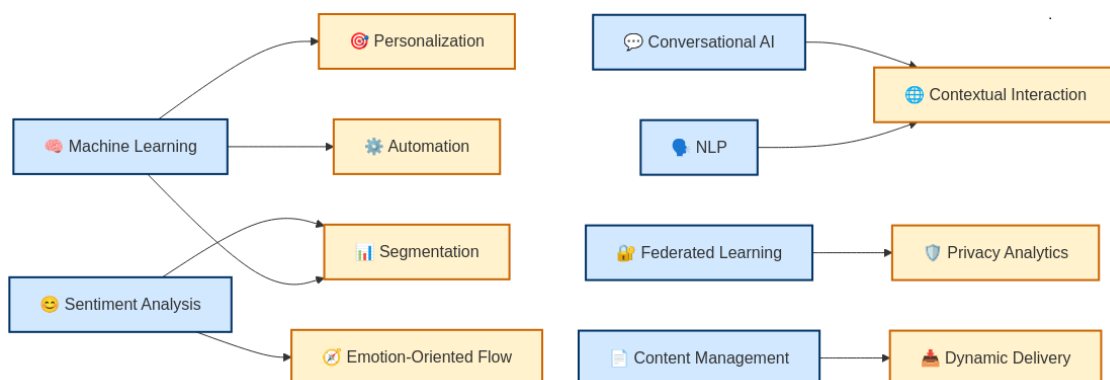 🎯 Personalization
🧠 Machine Learning
⚙️ Automation
📊 Segmentation
😊 Sentiment Analysis
🧭 Emotion-Oriented Flow
💬 Conversational AI
🌐 Contextual Interaction
🗣️ NLP
🔐 Federated Learning
🛡️ Privacy Analytics
📄 Content Management
📥 Dynamic Delivery